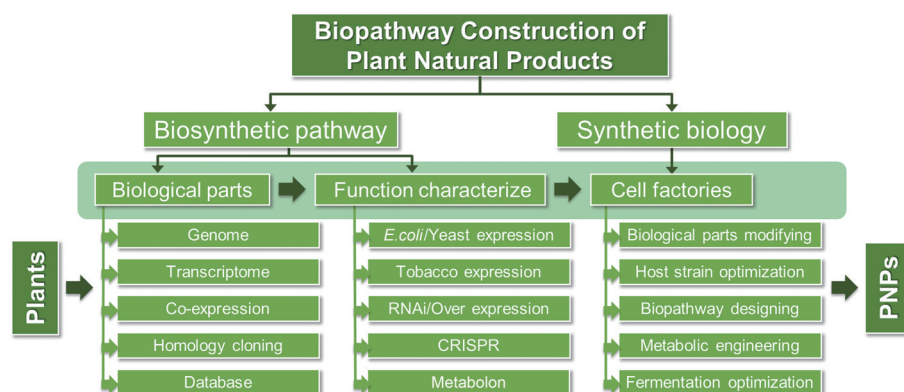 Biopathway Construction of
Plant Natural Products
Biosynthetic pathway
Synthetic biology
Biological parts
Function characterize
Cell factories
Plants
Genome
Transcriptome
Co-expression
Homology cloning
Database
E.coli/Yeast expression
Tobacco expression
RNAi/Over expression
CRISPR
Metabolon
Biological parts modifying
Host strain optimization
Biopathway designing
Metabolic engineering
Fermentation optimization
PNPs